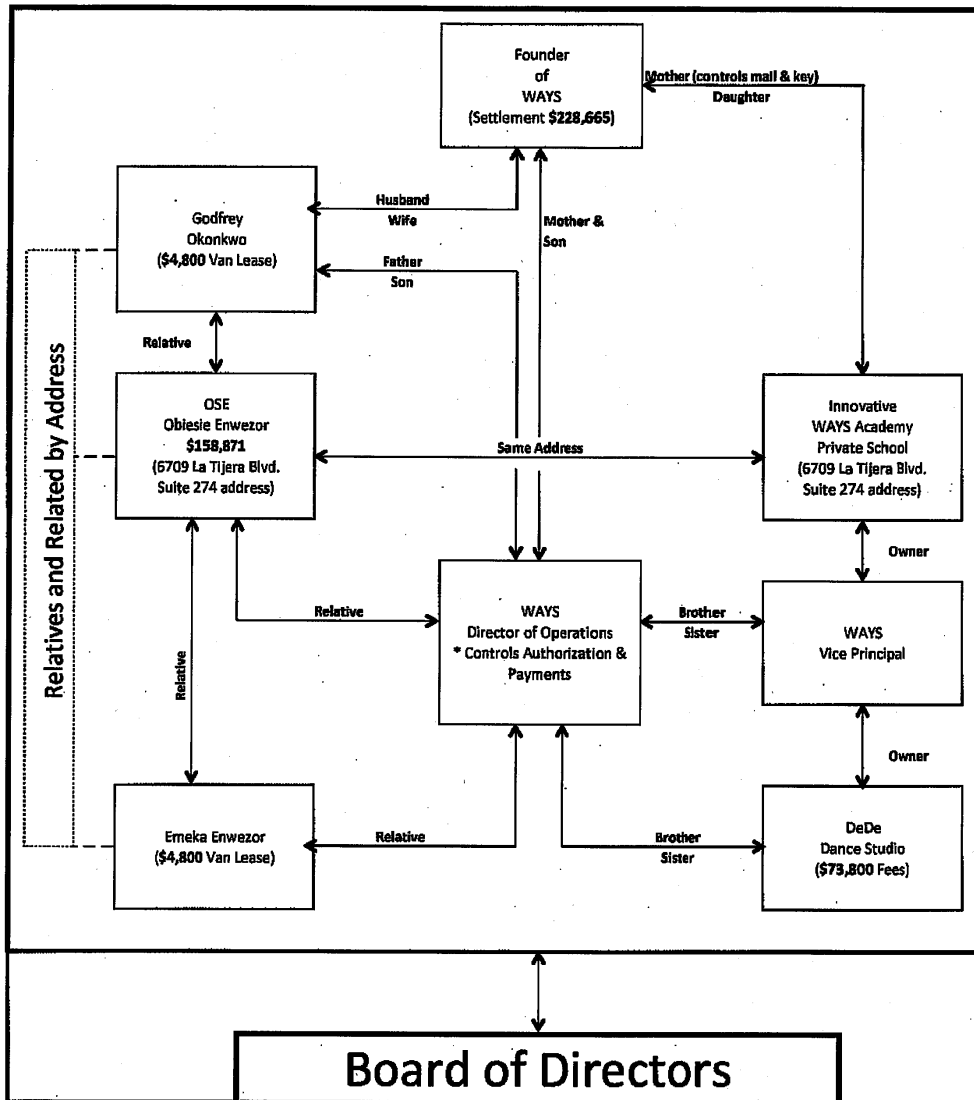 Founder
of
WAYS
(Settlement $228,665)
Mother (controls mail & key)
Daughter
Husband
Wife
Mother &
Son
Godfrey
Okonkwo
($4,800 Van Lease)
Father
Son
Relative
Relatives and Related by Address
OSE
Obiesie Enwezor
$158,871
(6709 La Tijera Blvd.
Suite 274 address)
Same Address
Innovative
WAYS Academy
Private School
(6709 La Tijera Blvd.
Suite 274 address)
Owner
Relative
WAYS
Director of Operations
* Controls Authorization &
Payments
Brother
Sister
WAYS
Vice Principal
Relative
Owner
Emeka Enwezor
($4,800 Van Lease)
Relative
Brother
Sister
DeDe
Dance Studio
($73,800 Fees)
Board of Directors